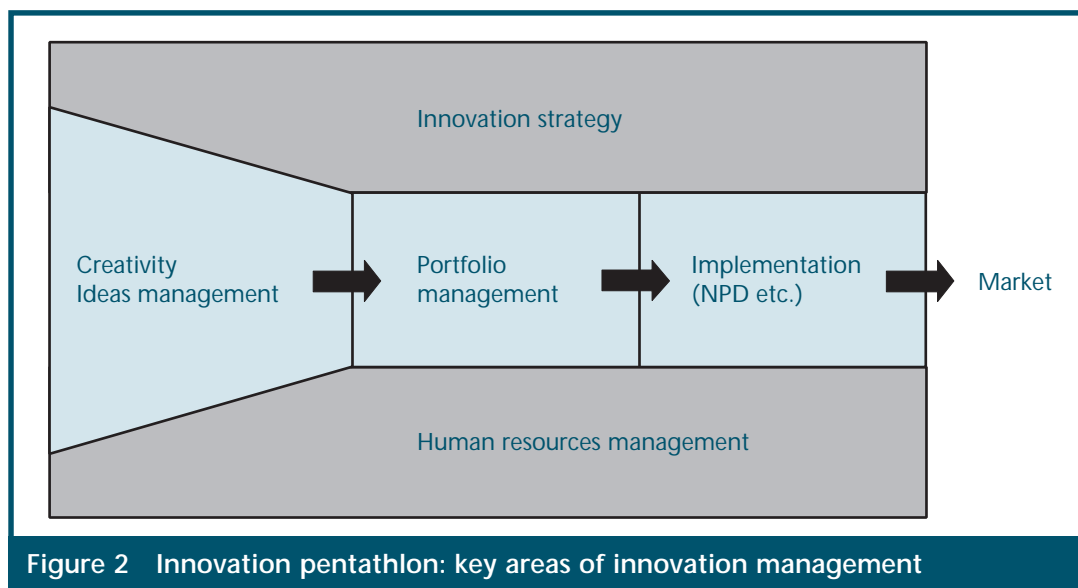 Innovation strategy
Creativity
Ideas management
Portfolio
management
Implementation
(NPD etc.)
Market
Human resources management
Figure 2 Innovation pentathlon: key areas of innovation management